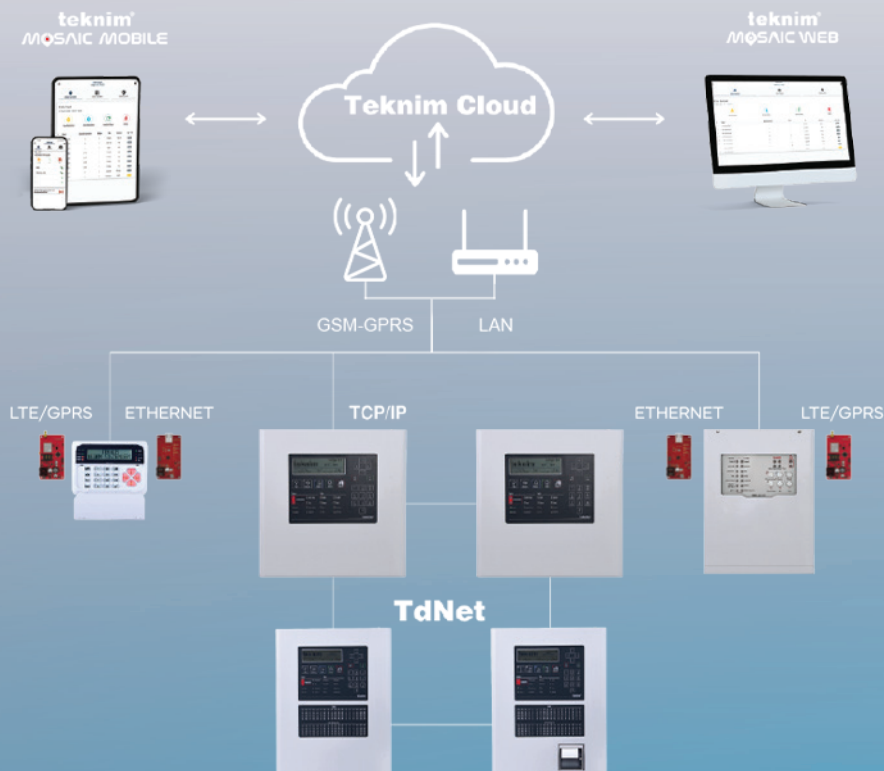 teknim
MOSAIC MOBILE
teknim
MOSAIC WEB
Teknim Cloud
GSM-GPRS
LAN
LTE/GPRS
ETHERNET
TCP/IP
ETHERNET
LTE/GPRS
TdNet